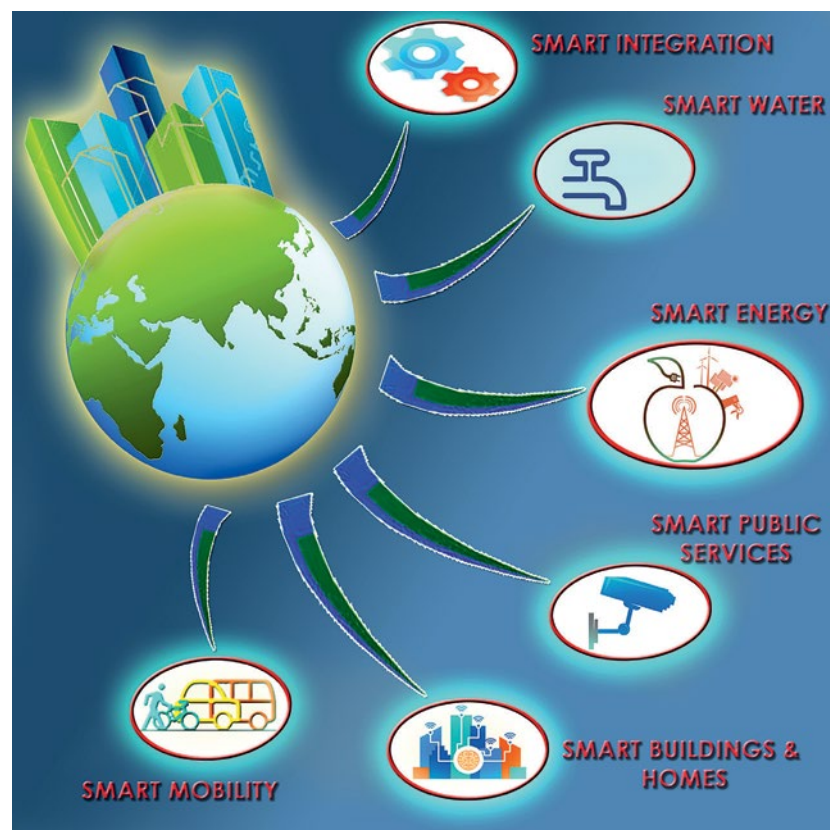 SMART INTEGRATION
SMART WATER
SMART ENERGY
SMART PUBLIC
SERVICES
SMART BUILDINGS &
HOMES
SMART MOBILITY